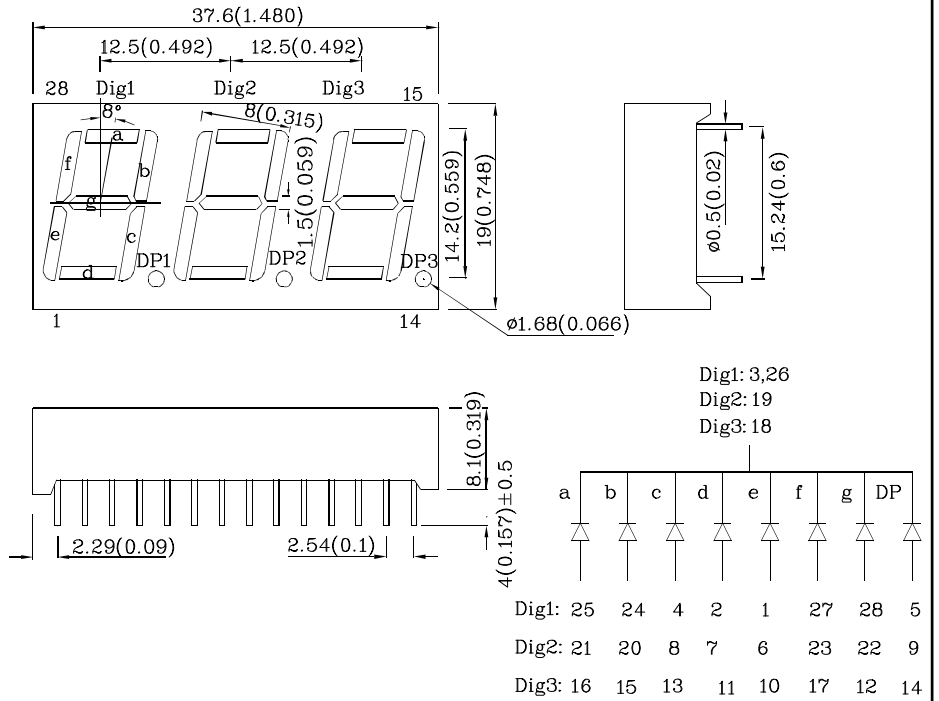 37.6(1.480)
12.5(0.492) 12.5(0.492)
28 Dig1 Dig2 Dig3 15
8° 8(0.315)
a
f b
g
e c
d
1.5(0.059)
DP1 DP2 DP3
14.2(0.559)
19(0.748)
1 14
ø1.68(0.066)
ø0.5(0.02)
15.24(0.6)
8.1(0.319)
4(0.157)±0.5
2.29(0.09) 2.54(0.1)
Dig1: 3,26
Dig2: 19
Dig3: 18
a b c d e f g DP
Dig1: 25 24 4 2 1 27 28 5
Dig2: 21 20 8 7 6 23 22 9
Dig3: 16 15 13 11 10 17 12 14